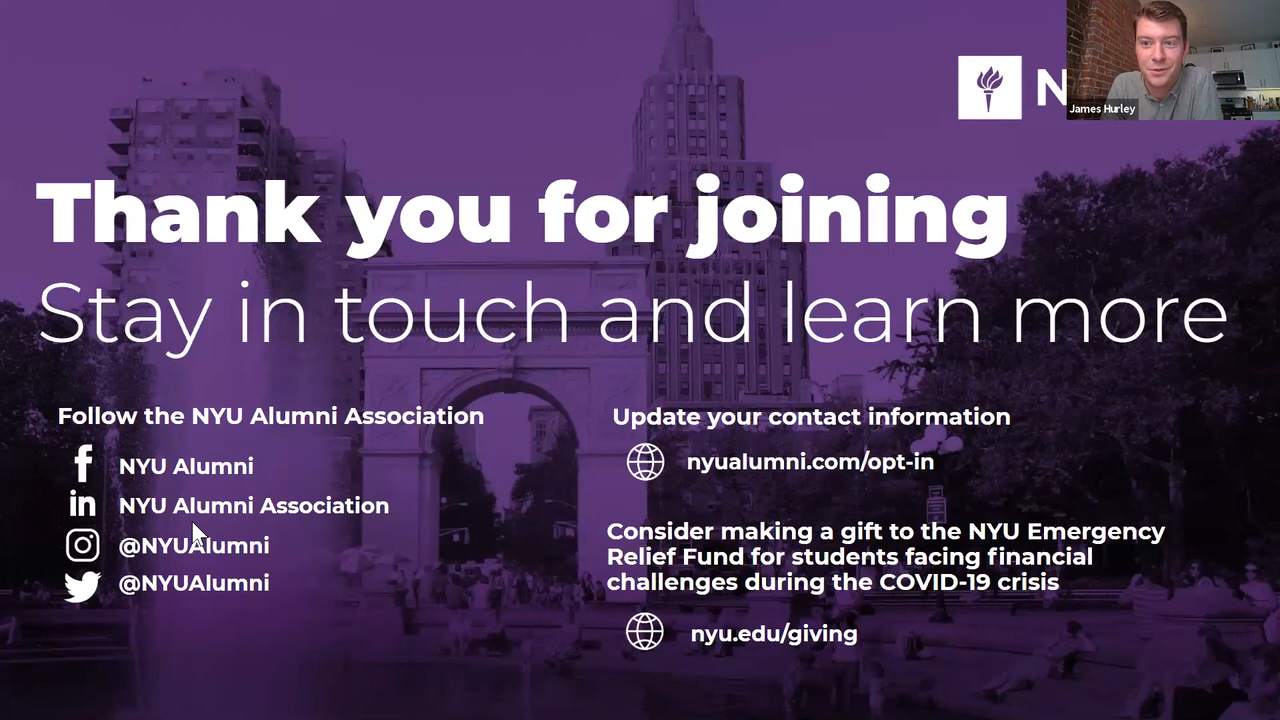 N
James Hurley
Thank you for joining
Stay in touch and learn more
Follow the NYU Alumni Association
f NYU Alumni
in NYU Alumni Association
@NYUAlumni
@NYUAlumni
Update your contact information
nyualumni.com/opt-in
Consider making a gift to the NYU Emergency
Relief Fund for students facing financial
challenges during the COVID-19 crisis
nyu.edu/giving